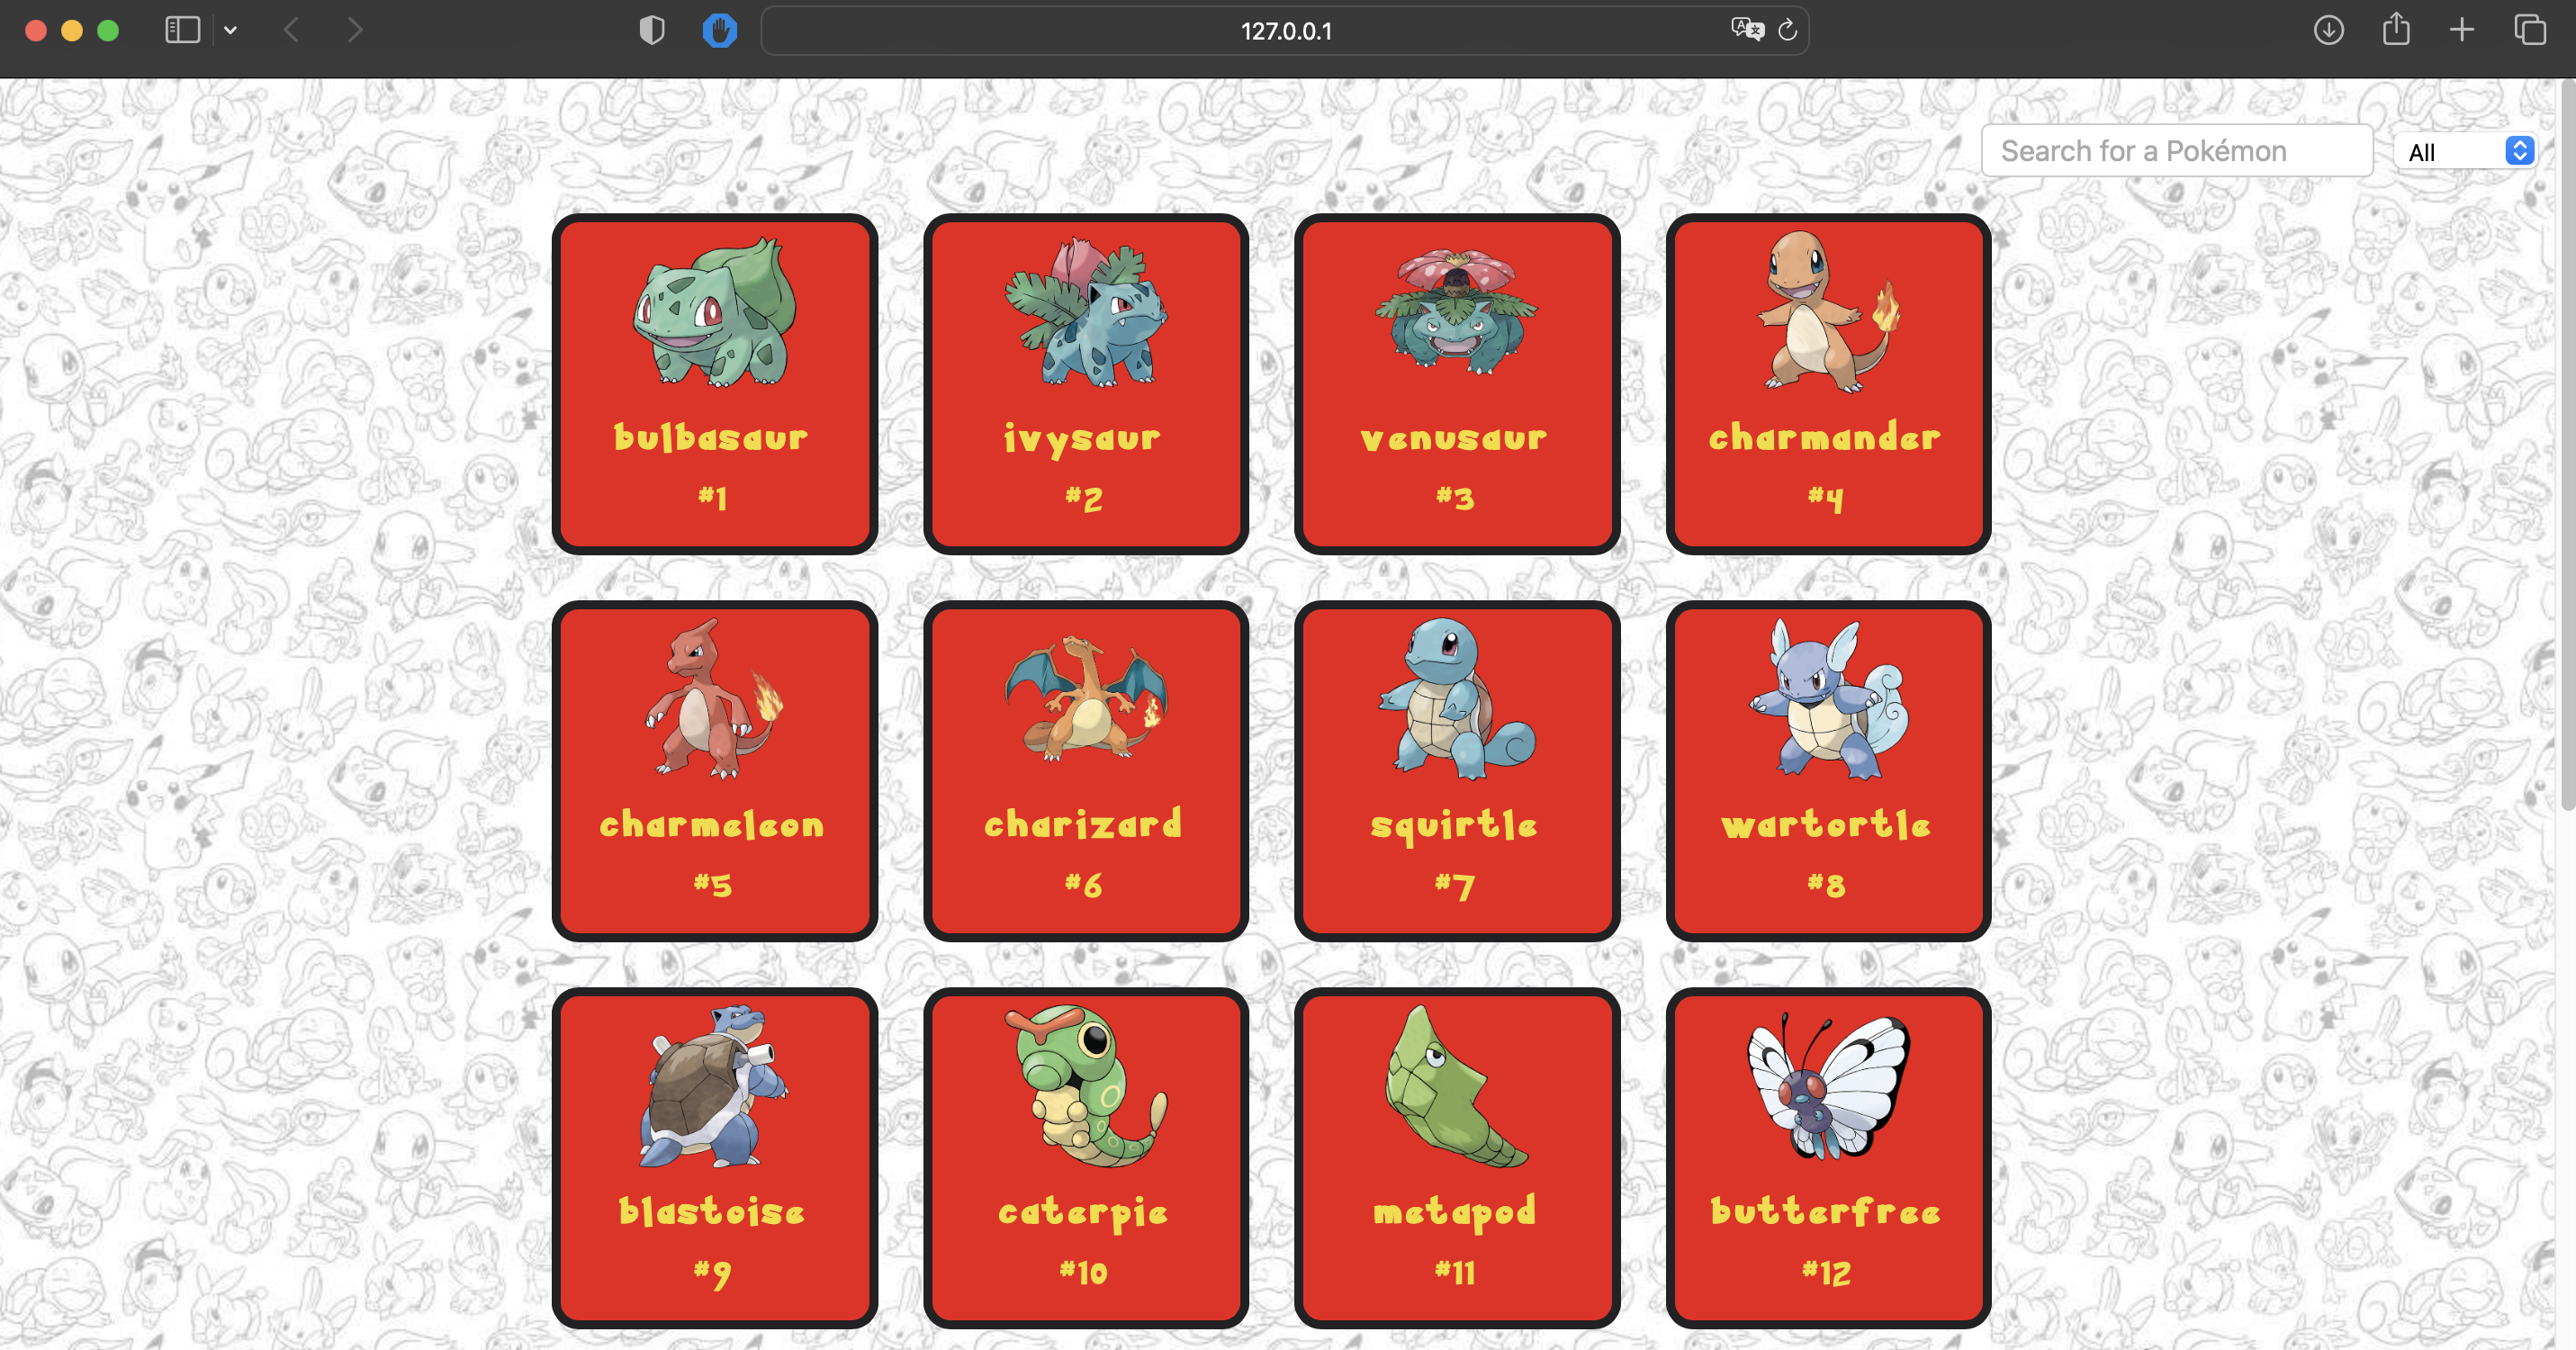 127.0.0.1
Search for a Pokémon
All
bulbasaur
#1
ivysaur
#2
venusaur
#3
charmander
#4
charmeleon
#5
charizard
#6
squirtle
#7
wartortle
#8
blastoise
#9
caterpie
#10
metapod
#11
butterfree
#12